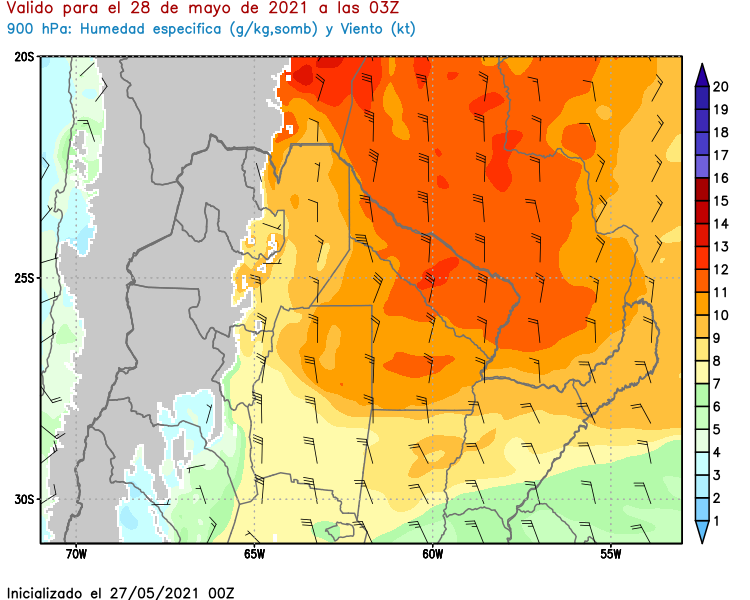 Valido para el 28 de mayo de 2021 a las 03Z
900 hPa: Humedad especifica (g/kg,somb) y Viento (kt)
20S
25S
30S
70W
65W
60W
55W
20
19
18
17
16
15
14
13
12
11
10
9
8
7
6
5
4
3
2
1
Inicializado el 27/05/2021 00Z